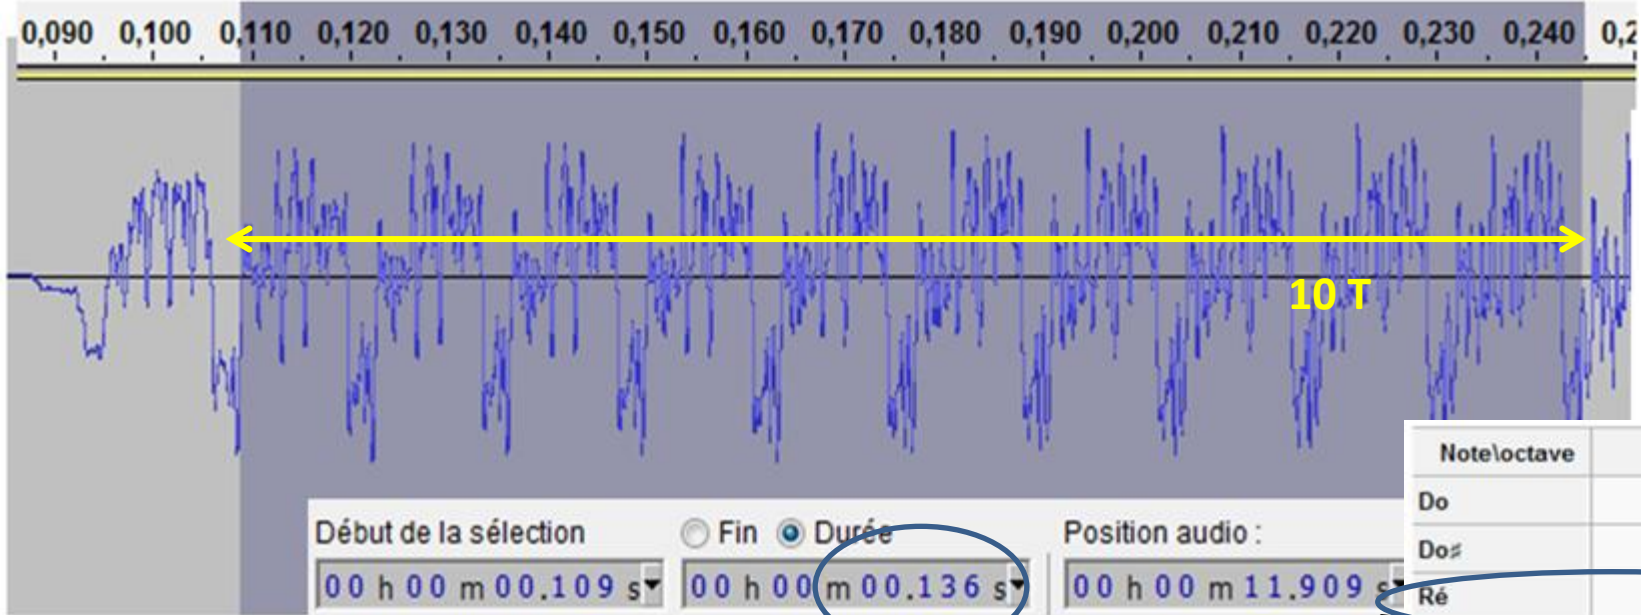 0,090 0,100 0,110 0,120 0,130 0,140 0,150 0,160 0,170 0,180 0,190 0,200 0,210 0,220 0,230 0,240
10 T
Note\octave
Do
Do♯
Ré
Début de la sélection Fin Durée Position audio :
00 h 00 m 00.109 s 00 h 00 m 00.136 s 00 h 00 m 11.909 s